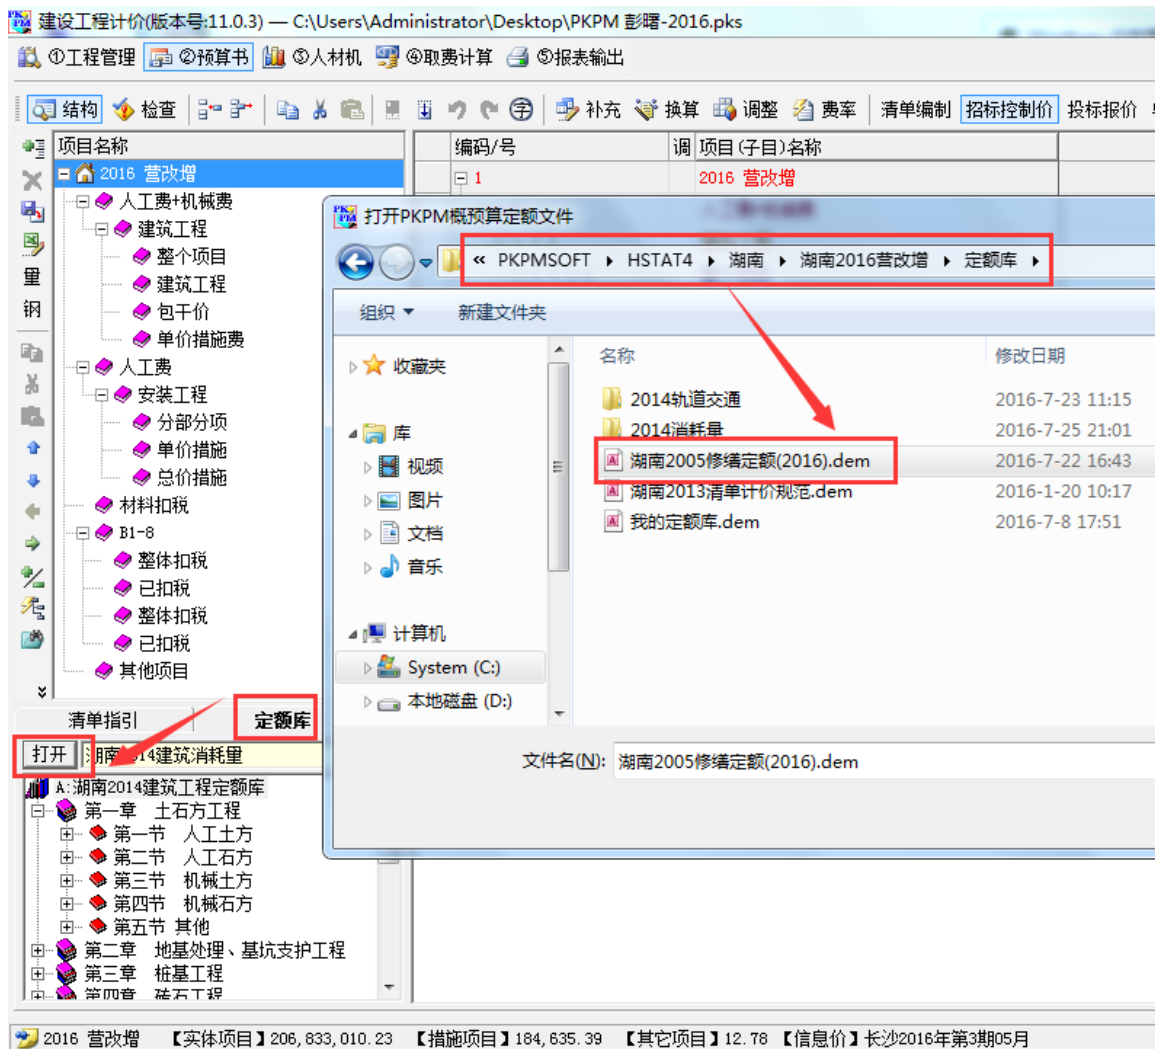 建设工程计价(版本号:11.0.3) — C:\Users\Administrator\Desktop\PKPM 彭曙-2016.pks
①工程管理 ②预算书 ③人材机 ④取费计算 ⑤报表输出
结构 检查 字 补充 换算 调整 费率 清单编制 招标控制价 投标报价
项目名称
编码/号 调 项目(子目)名称
2016 营改增
1 2016 营改增
人工费+机械费
建筑工程
整个项目
建筑工程
包干价
单价措施费
人工费
安装工程
分部分项
单价措施
总价措施
材料扣税
B1-8
整体扣税
已扣税
整体扣税
已扣税
其他项目
量
钢
打开PKPM概预算定额文件
« PKPMSOFT ▸ HSTAT4 ▸ 湖南 ▸ 湖南2016营改增 ▸ 定额库 ▸
组织 ▼ 新建文件夹
收藏夹
库
视频
图片
文档
音乐
计算机
System (C:)
本地磁盘 (D:)
名称 修改日期
2014轨道交通 2016-7-23 11:15
2014消耗量 2016-7-25 21:01
湖南2005修缮定额(2016).dem 2016-7-22 16:43
湖南2013清单计价规范.dem 2016-1-20 10:17
我的定额库.dem 2016-7-8 17:51
文件名(N): 湖南2005修缮定额(2016).dem
清单指引 定额库
打开 湖南2014建筑消耗量
A:湖南2014建筑工程定额库
第一章 土石方工程
第一节 人工土方
第二节 人工石方
第三节 机械土方
第四节 机械石方
第五节 其他
第二章 地基处理、基坑支护工程
第三章 桩基工程
第四章 砖石工程
2016 营改增 【实体项目】206,833,010.23 【措施项目】184,635.39 【其它项目】12.78 【信息价】长沙2016年第3期05月